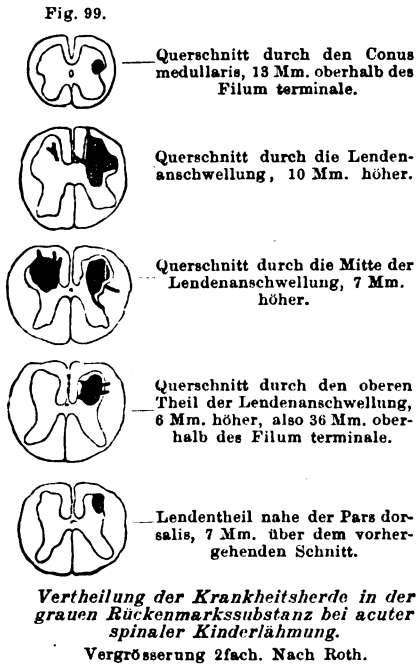 Fig. 99.
Querschnitt durch den Conus
medullaris, 13 Mm. oberhalb des
Filum terminale.
Querschnitt durch die Lenden-
anschwellung, 10 Mm. höher.
Querschnitt durch die Mitte der
Lendenanschwellung, 7 Mm.
höher.
Querschnitt durch den oberen
Theil der Lendenanschwellung,
6 Mm. höher, also 36 Mm. ober-
halb des Filum terminale.
Lendentheil nahe der Pars dor-
salis, 7 Mm. über dem vorher-
gehenden Schnitt.
Vertheilung der Krankheitsherde in der
grauen Rückenmarkssubstanz bei acuter
spinaler Kinderlähmung.
Vergrösserung 2fach. Nach Roth.